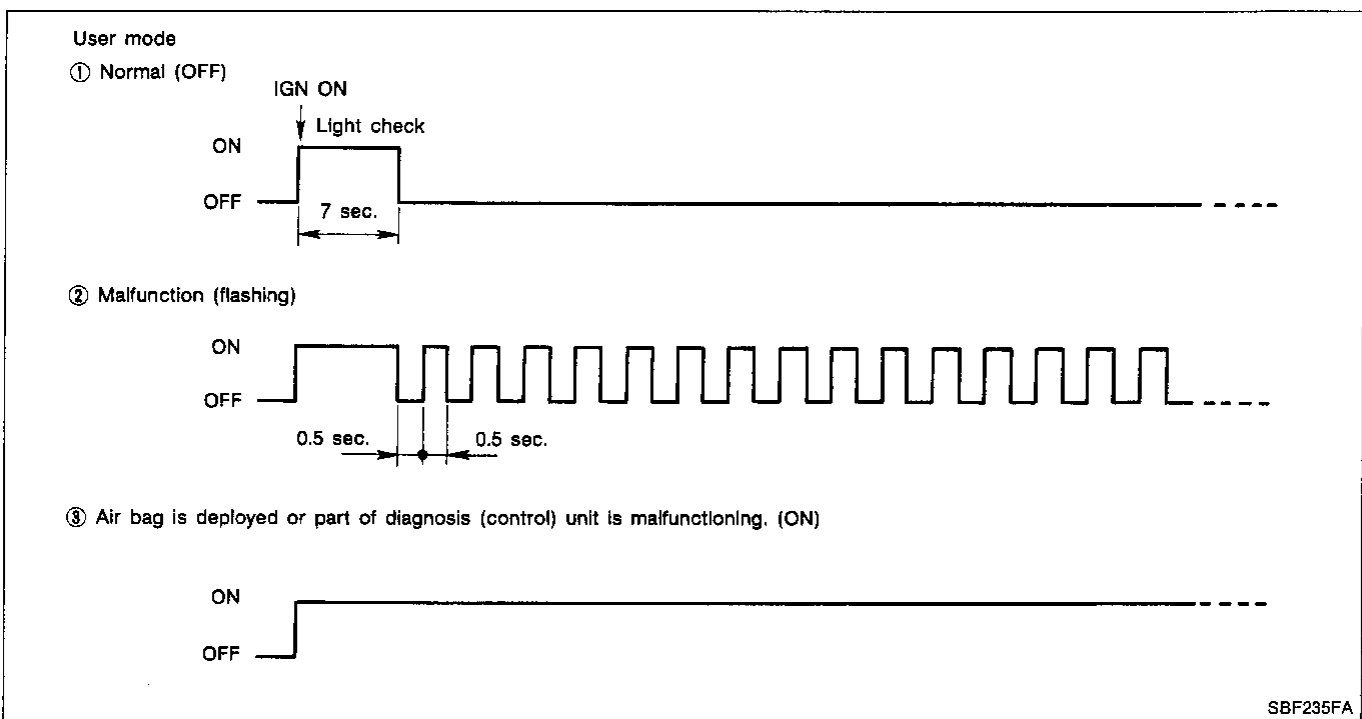 User mode
① Normal (OFF)
IGN ON
Light check
ON
OFF
7 sec.
② Malfunction (flashing)
ON
OFF
0.5 sec.
0.5 sec.
③ Air bag is deployed or part of diagnosis (control) unit is malfunctioning. (ON)
ON
OFF
SBF235FA